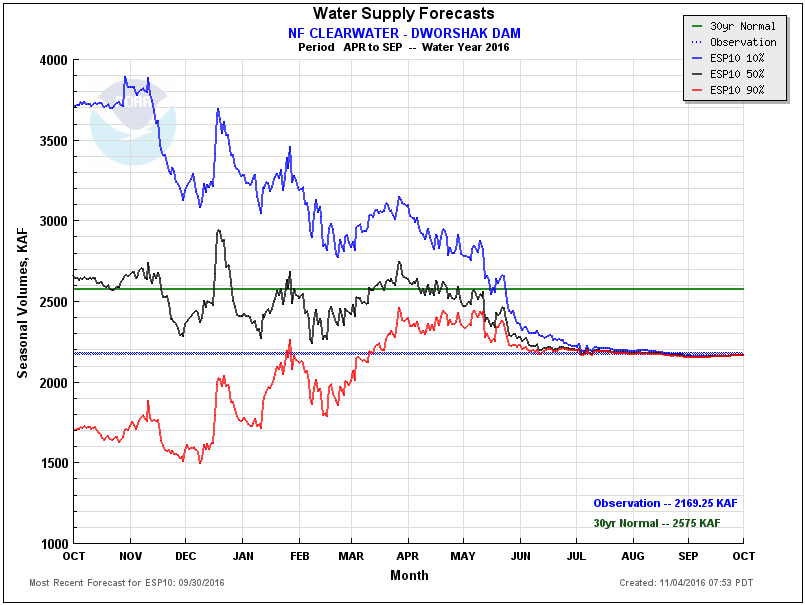 Water Supply Forecasts
NF CLEARWATER - DWORSHAK DAM
Period APR to SEP -- Water Year 2016
30yr Normal
Observation
ESP10 10%
ESP10 50%
ESP10 90%
Seasonal Volumes, KAF
4000
3500
3000
2500
2000
1500
1000
NOAA
Observation -- 2169.25 KAF
30yr Normal -- 2575 KAF
OCT NOV DEC JAN FEB MAR APR MAY JUN JUL AUG SEP OCT
Month
Most Recent Forecast for ESP10: 09/30/2016
Created: 11/04/2016 07:53 PDT